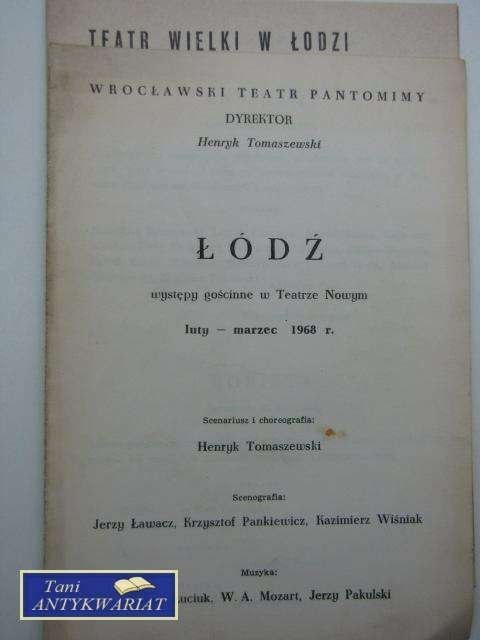 TEATR WIELKI W ŁODZI
WROCŁAWSKI TEATR PANTOMIMY
DYREKTOR
Henryk Tomaszewski
ŁÓDŹ
występy gościnne w Teatrze Nowym
luty — marzec 1968 r.
Scenariusz i choreografia:
Henryk Tomaszewski
Scenografia:
Jerzy Ławacz, Krzysztof Pankiewicz, Kazimierz Wiśniak
Muzyka:
W. A. Mozart, Jerzy Pakulski
Tani
ANTYKWARIAT